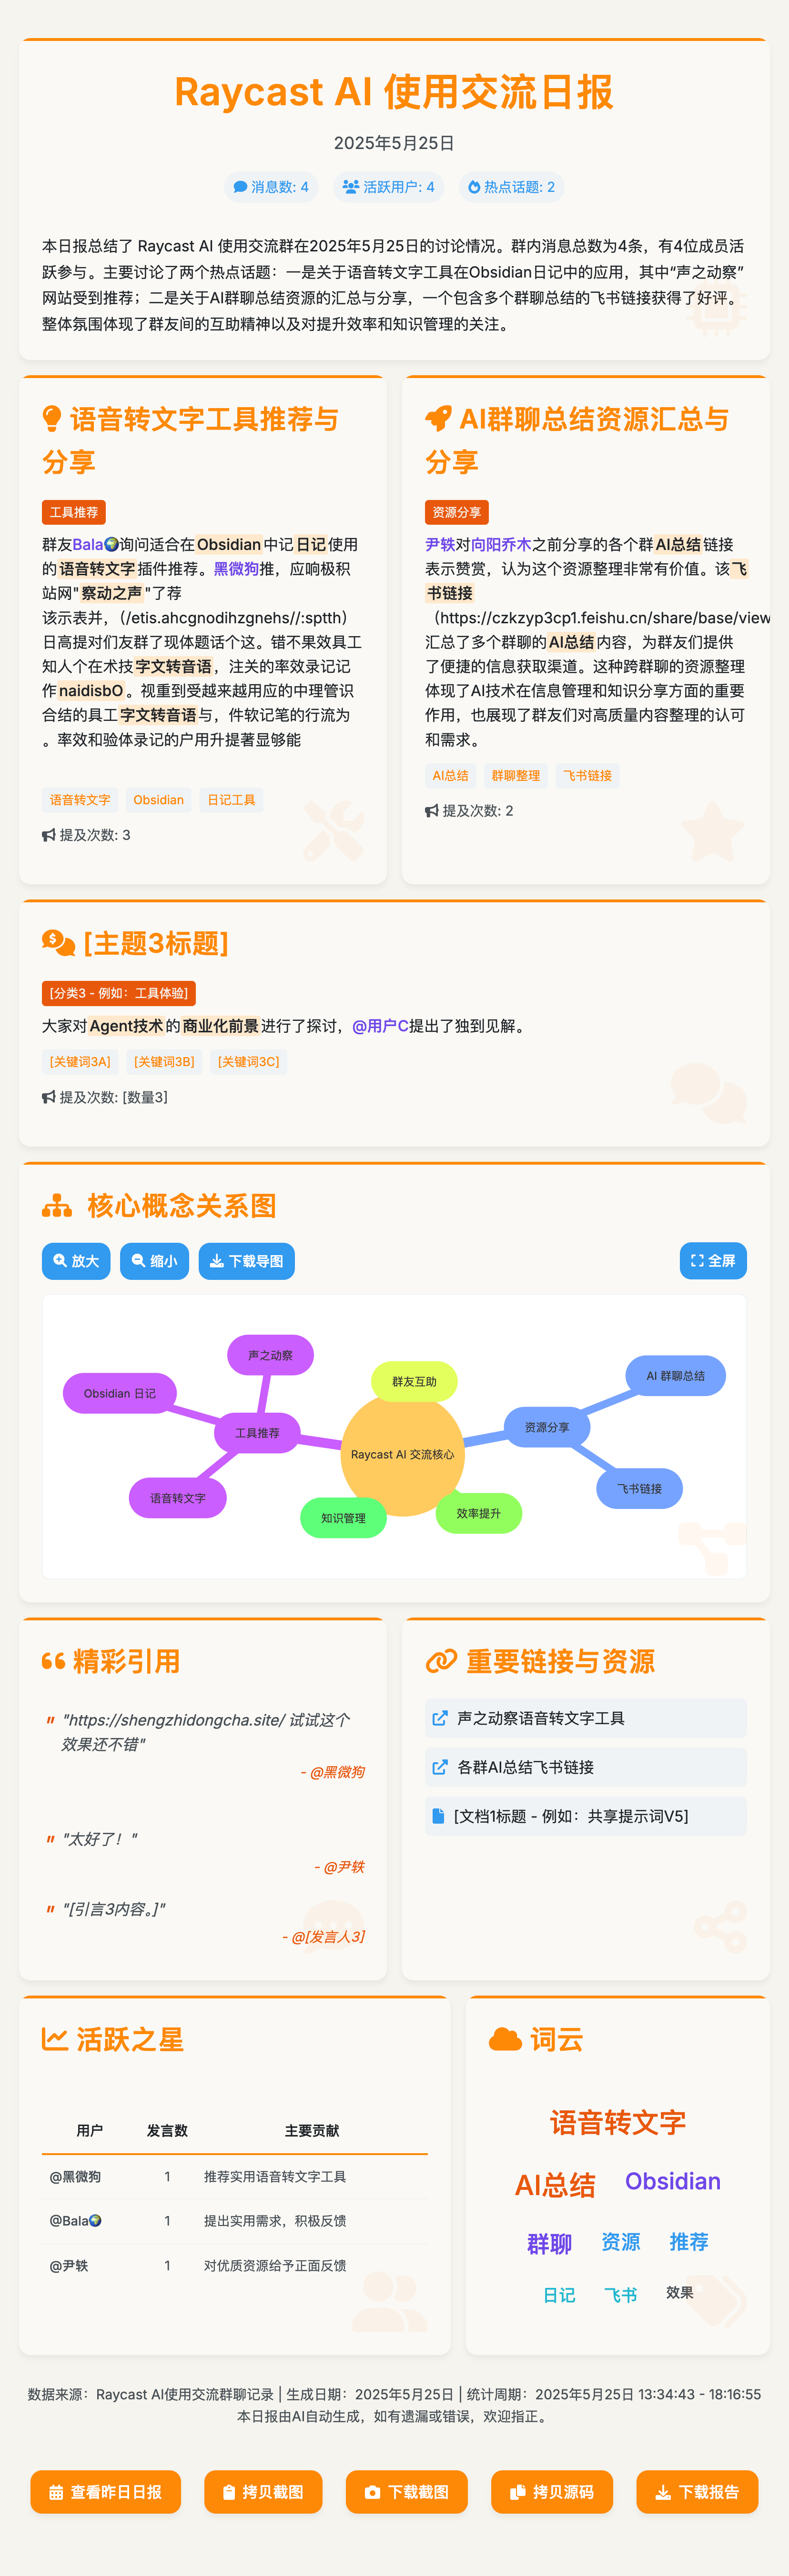 Raycast AI 使用交流日报
2025年5月25日
消息数: 4
活跃用户: 4
热点话题: 2
本日报总结了 Raycast AI 使用交流群在2025年5月25日的讨论情况。群内消息总数为4条，有4位成员活
跃参与。主要讨论了两个热点话题：一是关于语音转文字工具在Obsidian日记中的应用，其中“声之动察”
网站受到推荐；二是关于AI群聊总结资源的汇总与分享，一个包含多个群聊总结的飞书链接获得了好评。
整体氛围体现了群友间的互助精神以及对提升效率和知识管理的关注。
语音转文字工具推荐与
分享
工具推荐
群友Bala🌍询问适合在Obsidian中记日记使用
的语音转文字插件推荐。黑微狗推，应响极积
站网"察动之声"了荐
该示表并，（/etis.ahcgnodihzgnehs//:sptth）
日高提对们友群了现体题话个这。错不果效具工
知人个在术技字文转音语，注关的率效录记记
作naidisbO。视重到受越来越用应的中理管识
合结的具工字文转音语与，件软记笔的行流为
。率效和验体录记的户用升提著显够能
语音转文字 Obsidian 日记工具
提及次数: 3
AI群聊总结资源汇总与
分享
资源分享
尹轶对向阳乔木之前分享的各个群AI总结链接
表示赞赏，认为这个资源整理非常有价值。该飞
书链接
（https://czkzyp3cp1.feishu.cn/share/base/view
汇总了多个群聊的AI总结内容，为群友们提供
了便捷的信息获取渠道。这种跨群聊的资源整理
体现了AI技术在信息管理和知识分享方面的重要
作用，也展现了群友们对高质量内容整理的认可
和需求。
AI总结 群聊整理 飞书链接
提及次数: 2
[主题3标题]
[分类3 - 例如：工具体验]
大家对Agent技术的商业化前景进行了探讨，@用户C提出了独到见解。
[关键词3A] [关键词3B] [关键词3C]
提及次数: [数量3]
核心概念关系图
放大
缩小
下载导图
全屏
声之动察
Obsidian 日记
工具推荐
语音转文字
群友互助
Raycast AI 交流核心
知识管理
效率提升
资源分享
AI 群聊总结
飞书链接
精彩引用
" "https://shengzhidongcha.site/ 试试这个
效果还不错"
- @黑微狗
" "太好了！"
- @尹轶
" "[引言3内容。]"
- @[发言人3]
重要链接与资源
声之动察语音转文字工具
各群AI总结飞书链接
[文档1标题 - 例如：共享提示词V5]
活跃之星
用户 发言数 主要贡献
@黑微狗 1 推荐实用语音转文字工具
@Bala🌍 1 提出实用需求，积极反馈
@尹轶 1 对优质资源给予正面反馈
词云
语音转文字
AI总结 Obsidian
群聊 资源 推荐
日记 飞书 效果
数据来源：Raycast AI使用交流群聊记录 | 生成日期：2025年5月25日 | 统计周期：2025年5月25日 13:34:43 - 18:16:55
本日报由AI自动生成，如有遗漏或错误，欢迎指正。
查看昨日日报
拷贝截图
下载截图
拷贝源码
下载报告